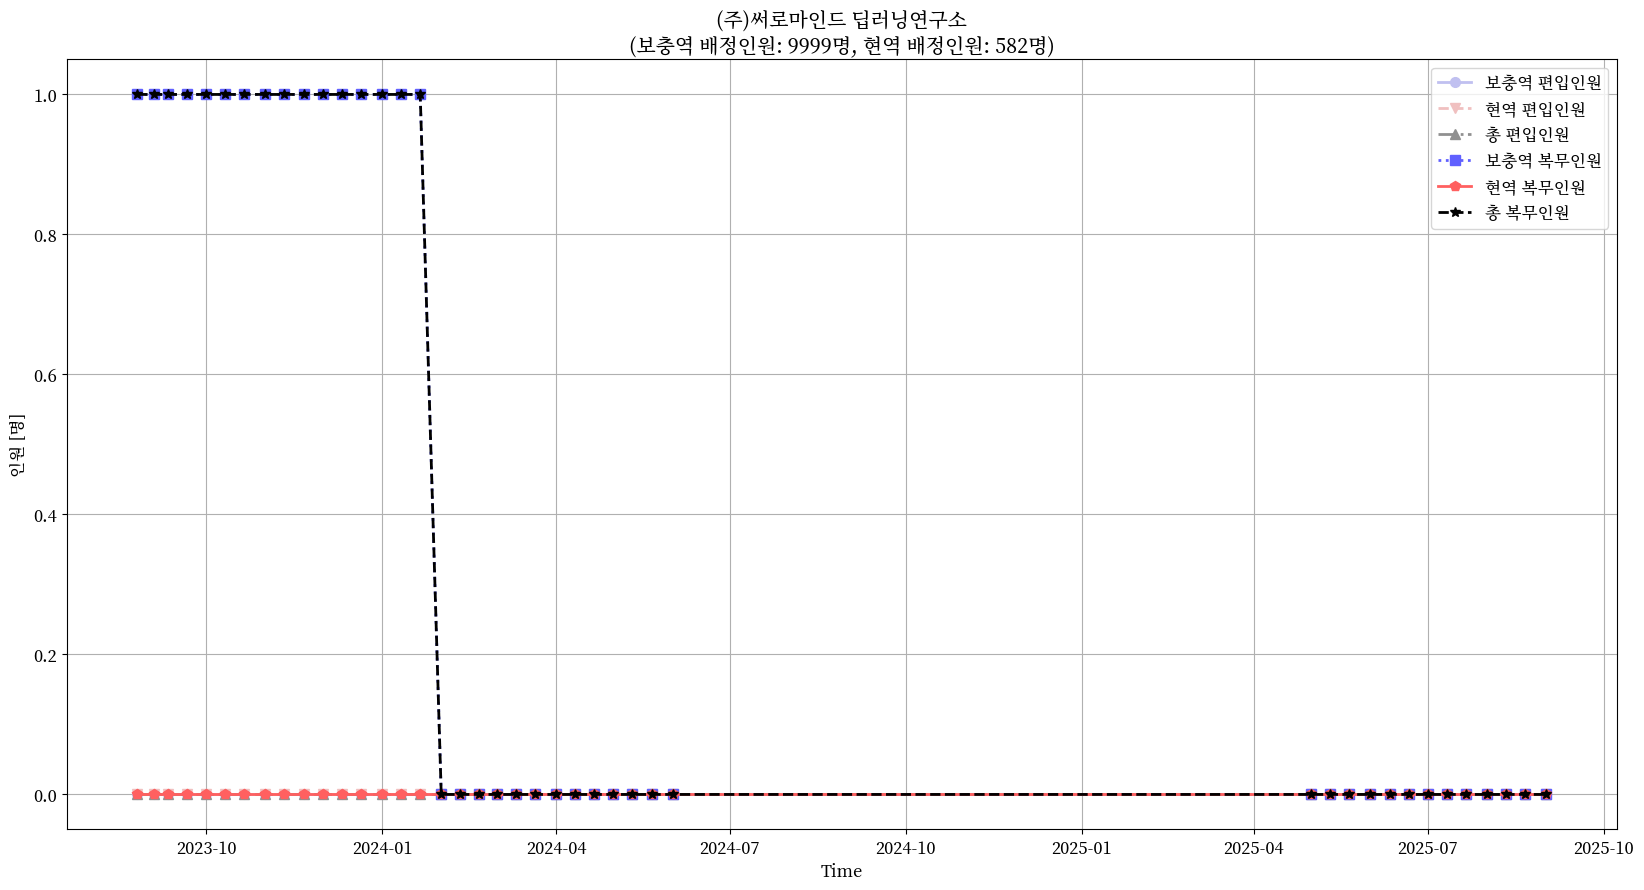 (주)써로마인드 딥러닝연구소
(보충역 배정인원: 9999명, 현역 배정인원: 582명)
보충역 편입인원
현역 편입인원
총 편입인원
보충역 복무인원
현역 복무인원
총 복무인원
인원 [명]
1.0
0.8
0.6
0.4
0.2
0.0
2023-10
2024-01
2024-04
2024-07
2024-10
2025-01
2025-04
2025-07
2025-10
Time